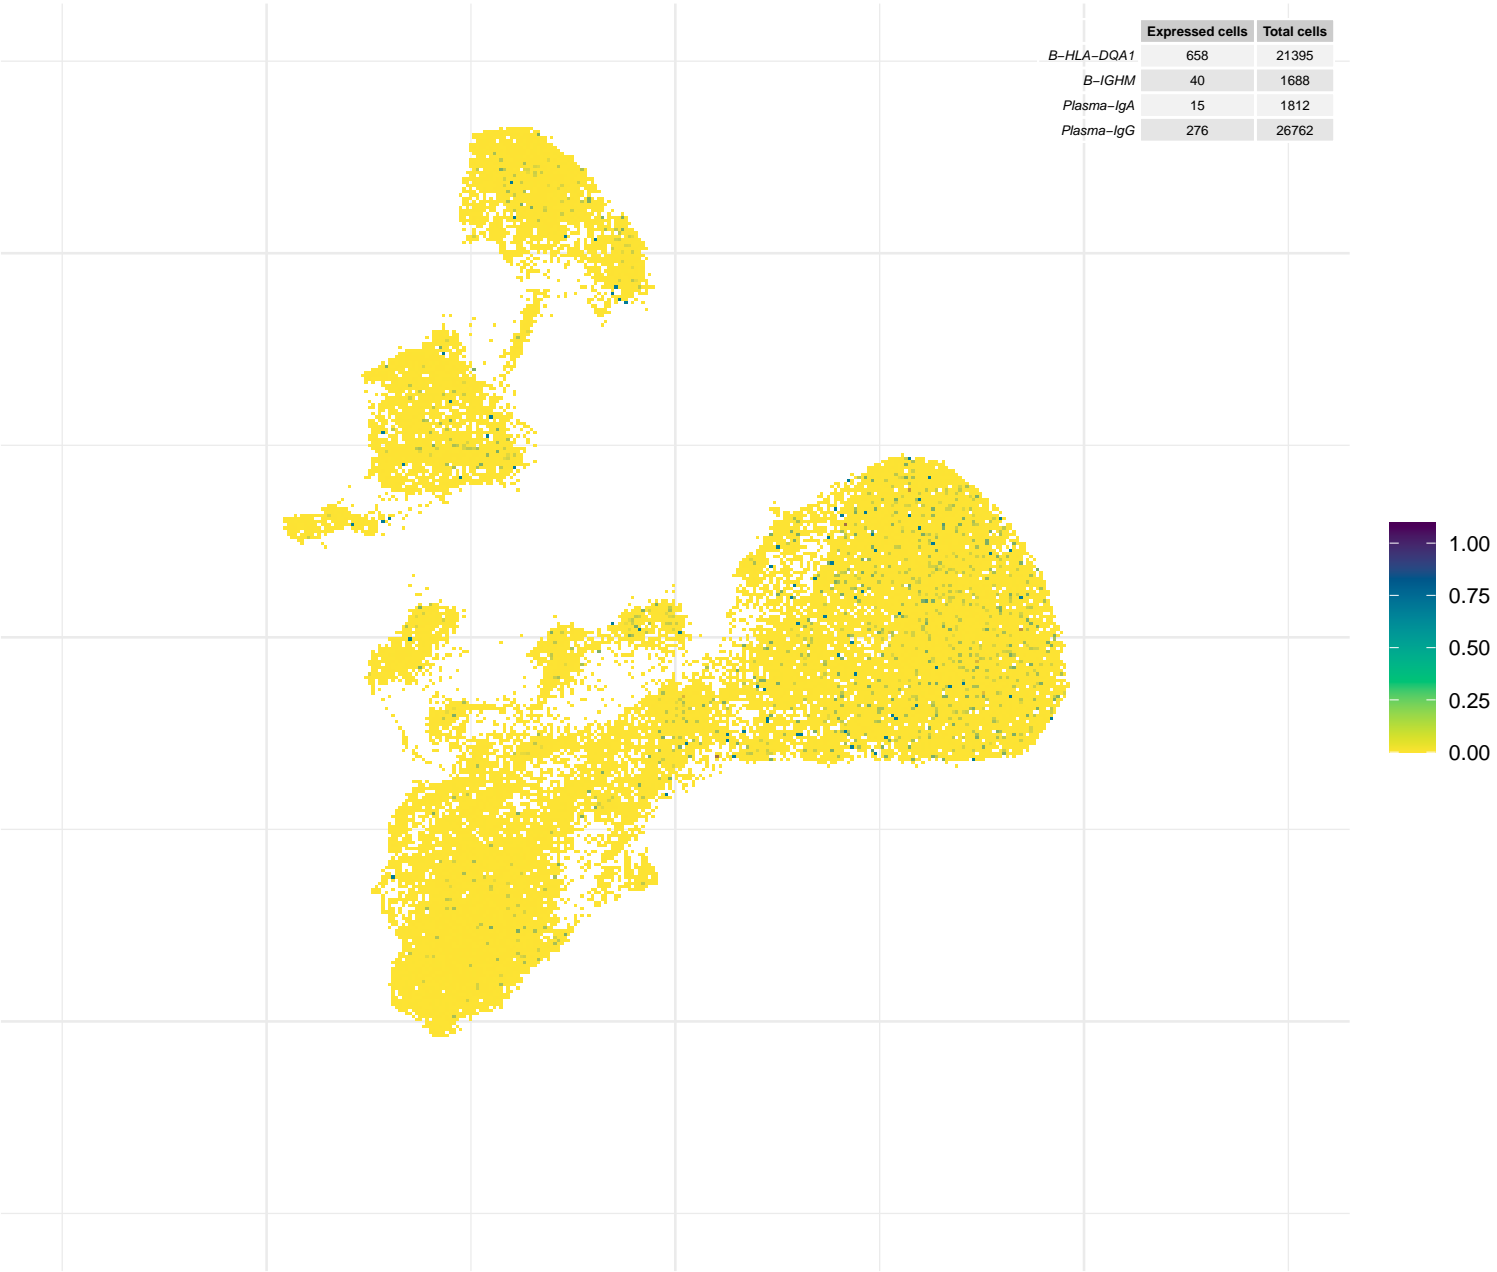 Expressed cells Total cells
B−HLA−DQA1 658 21395
B−IGHM 40 1688
Plasma−IgA 15 1812
Plasma−IgG 276 26762
1.00
0.75
0.50
0.25
0.00